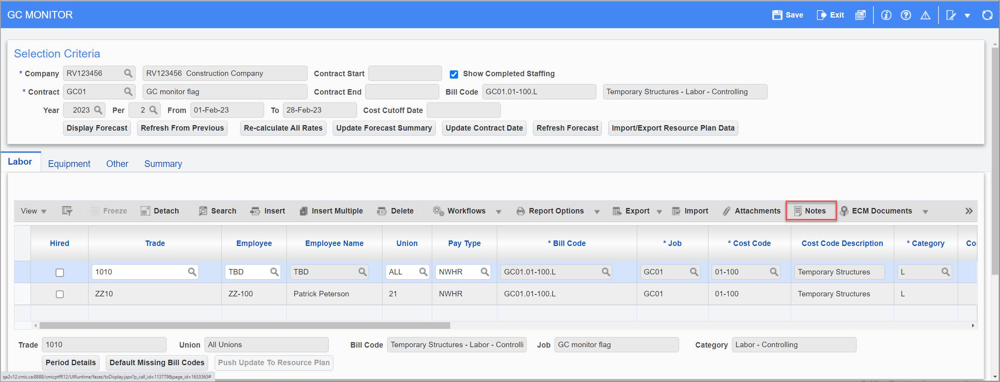 GC MONITOR Save Exit
Selection Criteria
* Company RV123456 RV123456 Construction Company Contract Start Show Completed Staffing
* Contract GC01 GC monitor flag Contract End Bill Code GC01.01-100.L Temporary Structures - Labor - Controlling
Year 2023 Per 2 From 01-Feb-23 To 28-Feb-23 Cost Cutoff Date
Display Forecast Refresh From Previous Re-calculate All Rates Update Forecast Summary Update Contract Date Refresh Forecast Import/Export Resource Plan Data
Labor Equipment Other Summary
View Freeze Detach Search Insert Insert Multiple Delete Workflows Report Options Export Import Attachments Notes ECM Documents
Hired Trade Employee Employee Name Union Pay Type * Bill Code * Job * Cost Code Cost Code Description * Category Co
1010 TBD TBD ALL NWHR GC01.01-100.L GC01 01-100 Temporary Structures L
ZZ10 ZZ-100 Patrick Peterson 21 NWHR GC01.01-100.L GC01 01-100 Temporary Structures L
Trade 1010 Union All Unions Bill Code Temporary Structures - Labor - Controlli Job GC monitor flag Category Labor - Controlling
Period Details Default Missing Bill Codes Push Update To Resource Plan
qa2v12.cmic.ca:8888/cmicptfR12/UIRuntime/faces/toDisplay.jspx?p_call_id=113779&page_id=1633363#